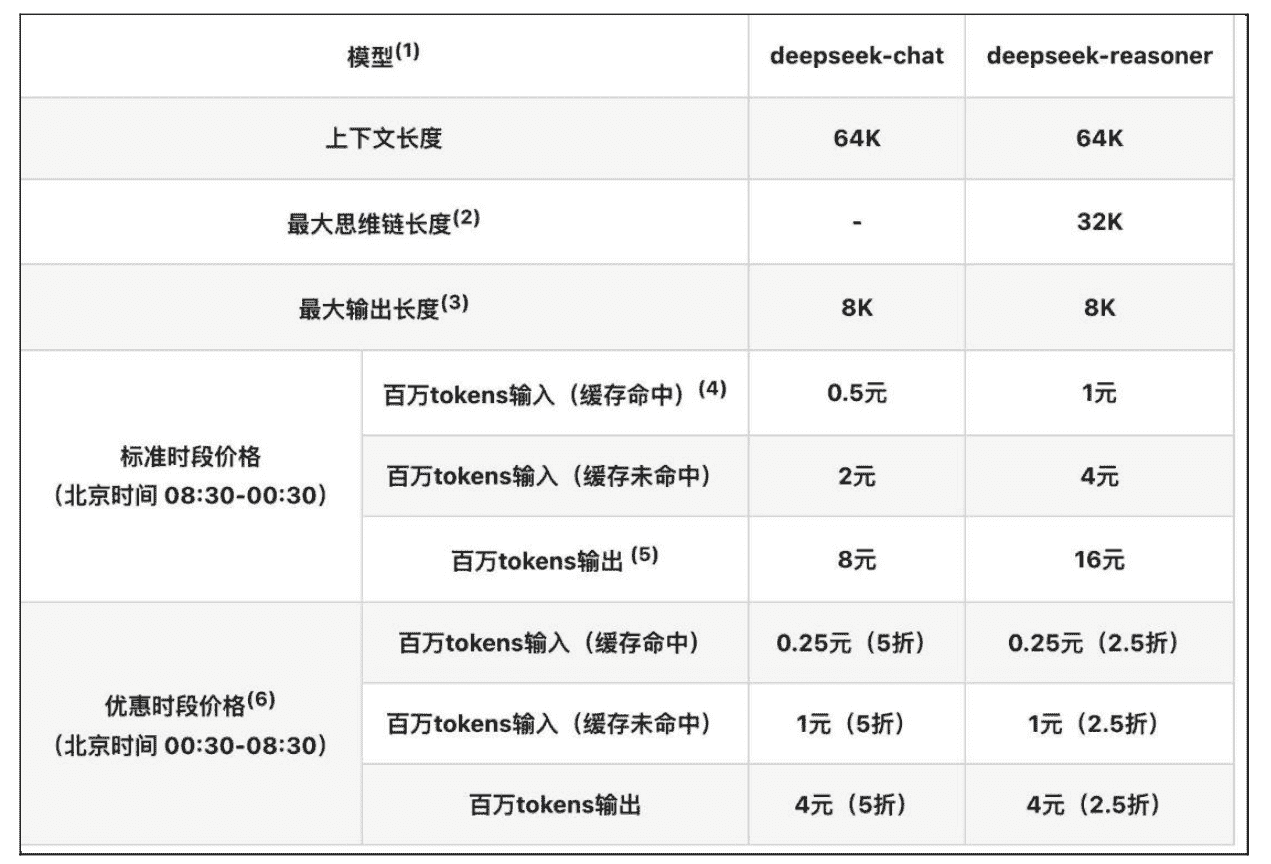 模型(1) deepseek-chat deepseek-reasoner
上下文长度 64K 64K
最大思维链长度(2) - 32K
最大输出长度(3) 8K 8K
标准时段价格
（北京时间 08:30-00:30）
百万tokens输入（缓存命中）(4) 0.5元 1元
百万tokens输入（缓存未命中） 2元 4元
百万tokens输出 (5) 8元 16元
优惠时段价格(6)
（北京时间 00:30-08:30）
百万tokens输入（缓存命中） 0.25元（5折） 0.25元（2.5折）
百万tokens输入（缓存未命中） 1元（5折） 1元（2.5折）
百万tokens输出 4元（5折） 4元（2.5折）